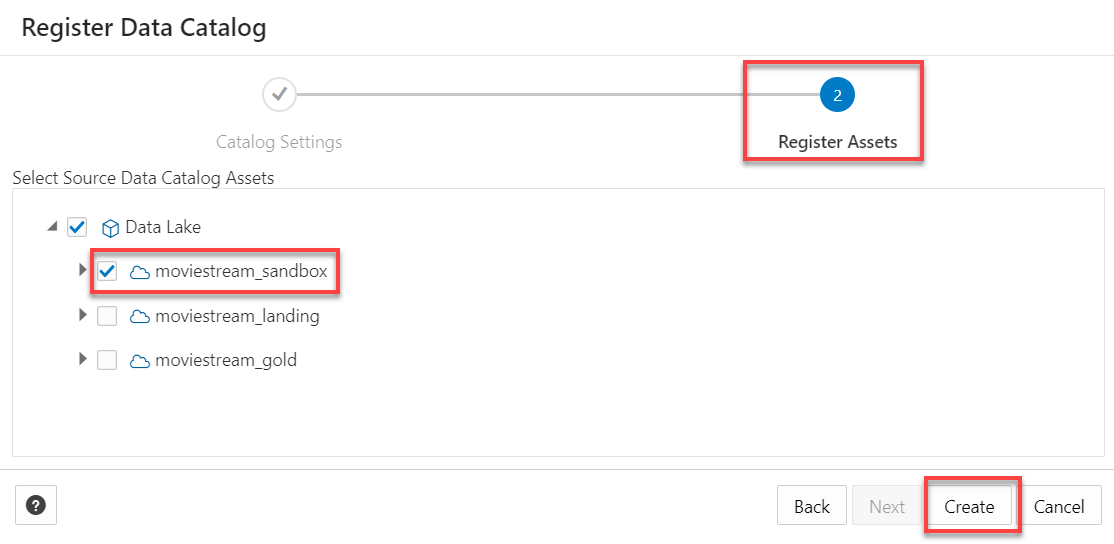 Register Data Catalog
2
Catalog Settings
Register Assets
Select Source Data Catalog Assets
Data Lake
moviestream_sandbox
moviestream_landing
moviestream_gold
?
Back
Next
Create
Cancel